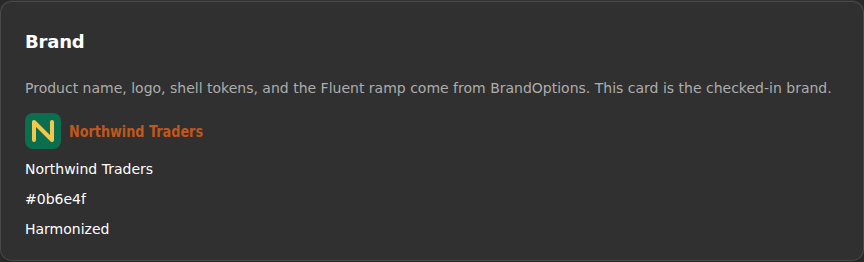 Brand
Product name, logo, shell tokens, and the Fluent ramp come from BrandOptions. This card is the checked-in brand.
N Northwind Traders
Northwind Traders
#0b6e4f
Harmonized